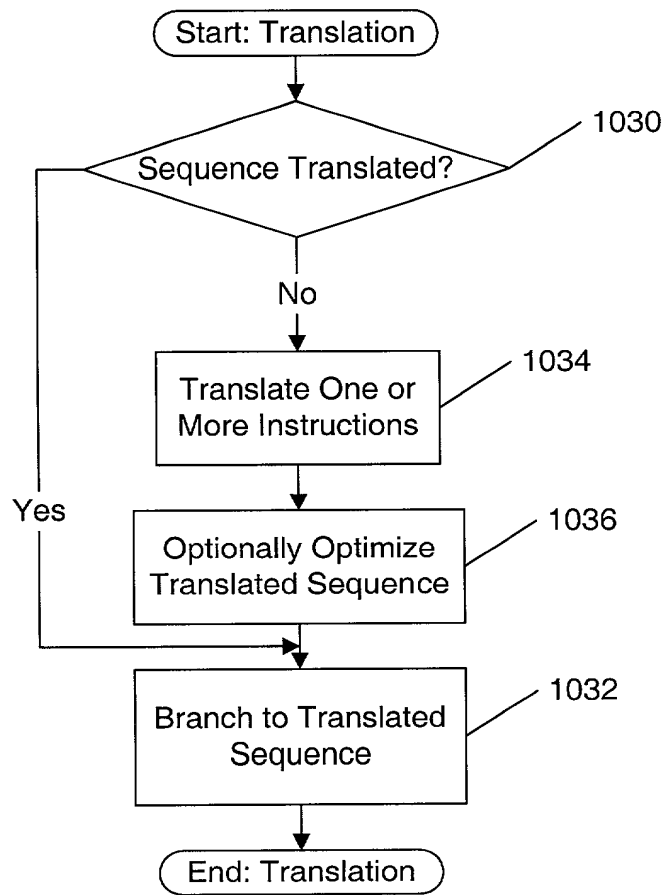 Start: Translation
1030
Sequence Translated?
No
1034
Translate One or
More Instructions
Yes
1036
Optionally Optimize
Translated Sequence
1032
Branch to Translated
Sequence
End: Translation